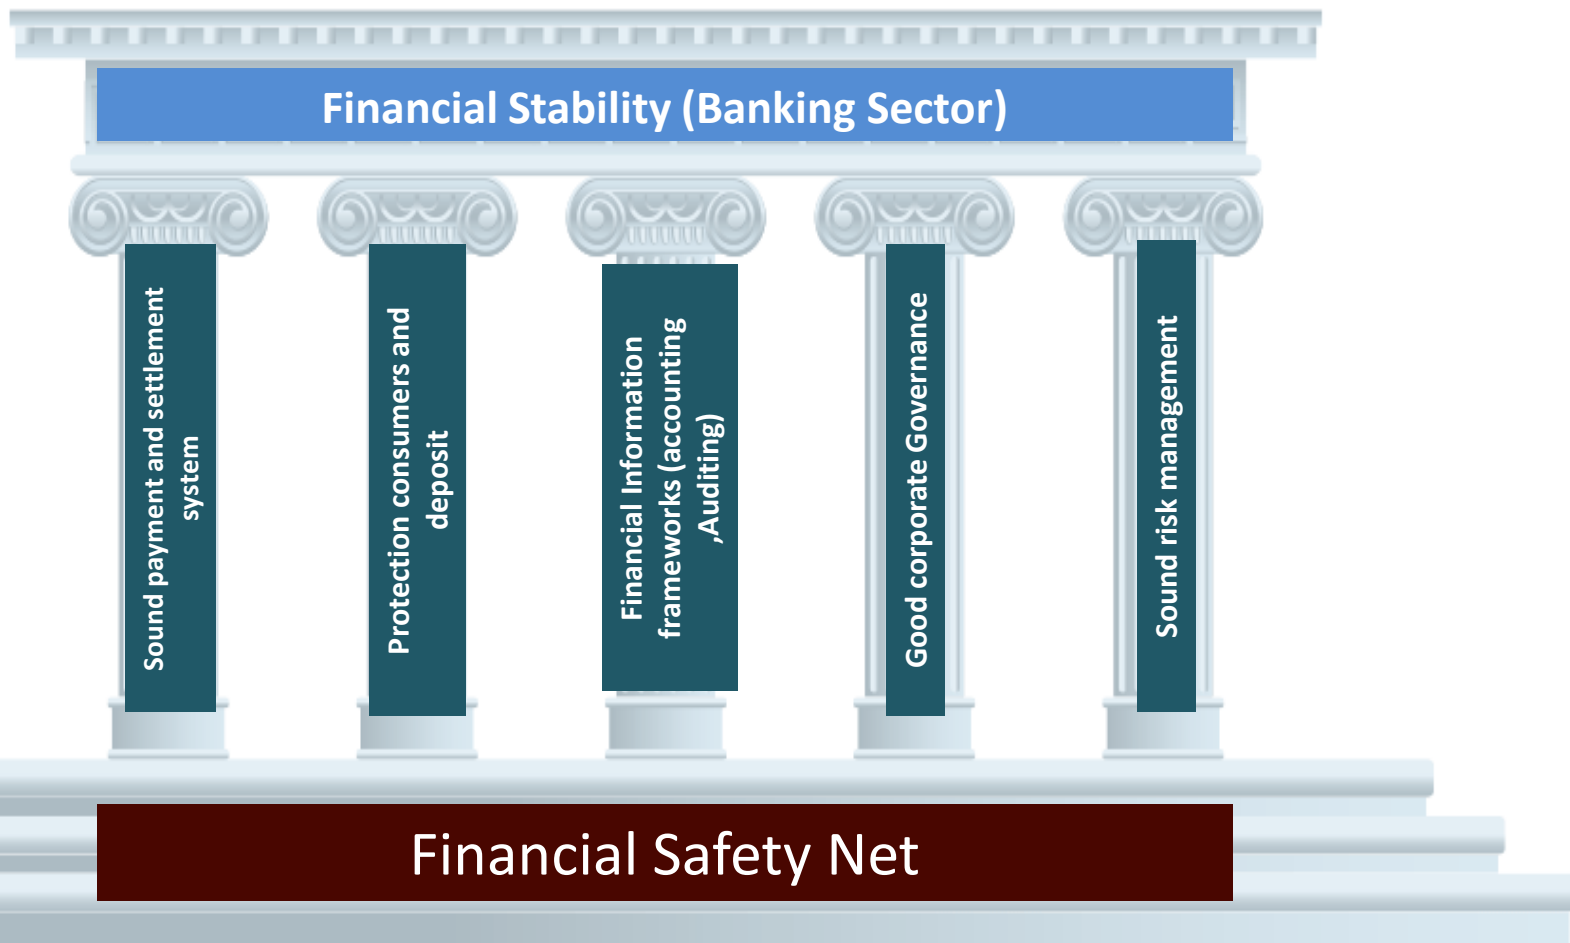 Financial Stability (Banking Sector)
Sound payment and settlement
system
Protection consumers and
deposit
Financial Information
frameworks (accounting
,Auditing)
Good corporate Governance
Sound risk management
Financial Safety Net